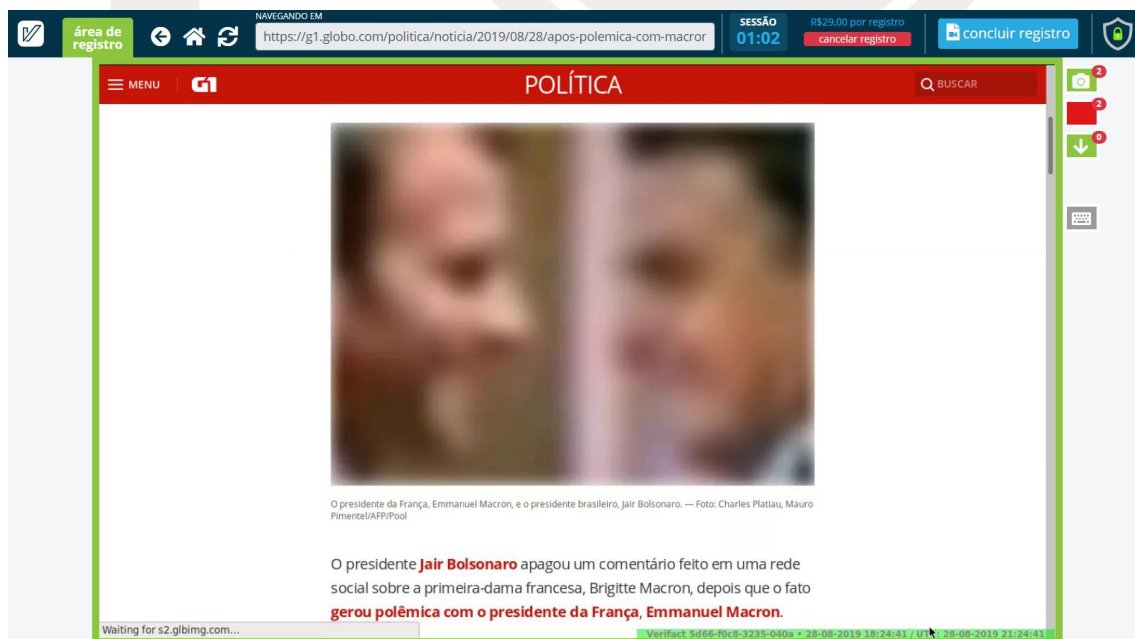 NAVEGANDO EM
área de registro
https://g1.globo.com/politica/noticia/2019/08/28/apos-polemica-com-macror
SESSÃO
01:02
R$29,00 por registro
cancelar registro
concluir registro
MENU
G1
POLÍTICA
BUSCAR
2
2
0
O presidente da França, Emmanuel Macron, e o presidente brasileiro, Jair Bolsonaro. — Foto: Charles Platiau, Mauro
Pimentel/AFP/Pool
O presidente Jair Bolsonaro apagou um comentário feito em uma rede
social sobre a primeira-dama francesa, Brigitte Macron, depois que o fato
gerou polêmica com o presidente da França, Emmanuel Macron.
Waiting for s2.glbimg.com...
Verifact 5d66-f0c8-3235-040a • 28-08-2019 18:24:41 / UTC: 28-08-2019 21:24:41